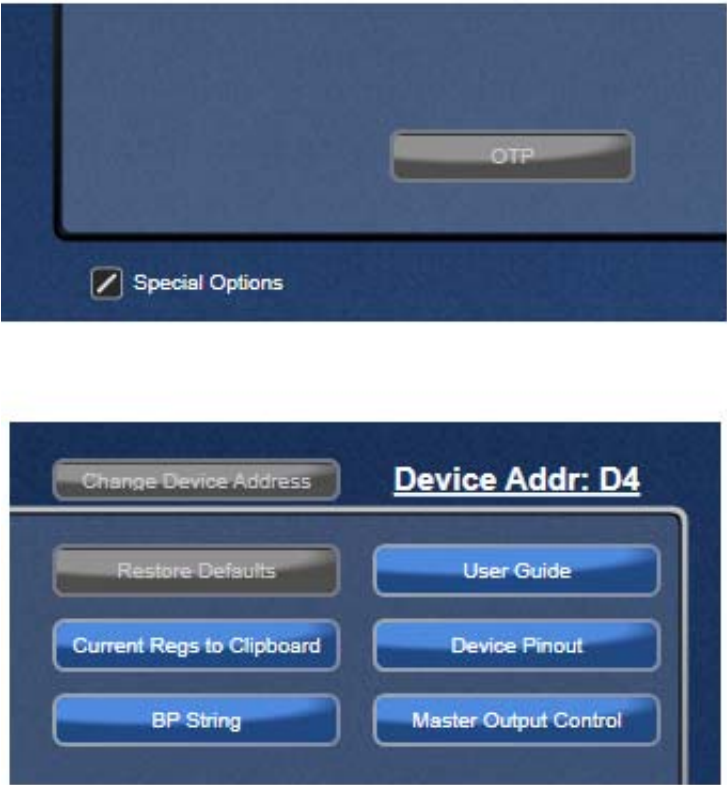 OTP
Special Options
Change Device Address
Device Addr: D4
Restore Defaults
User Guide
Current Regs to Clipboard
Device Pinout
BP String
Master Output Control